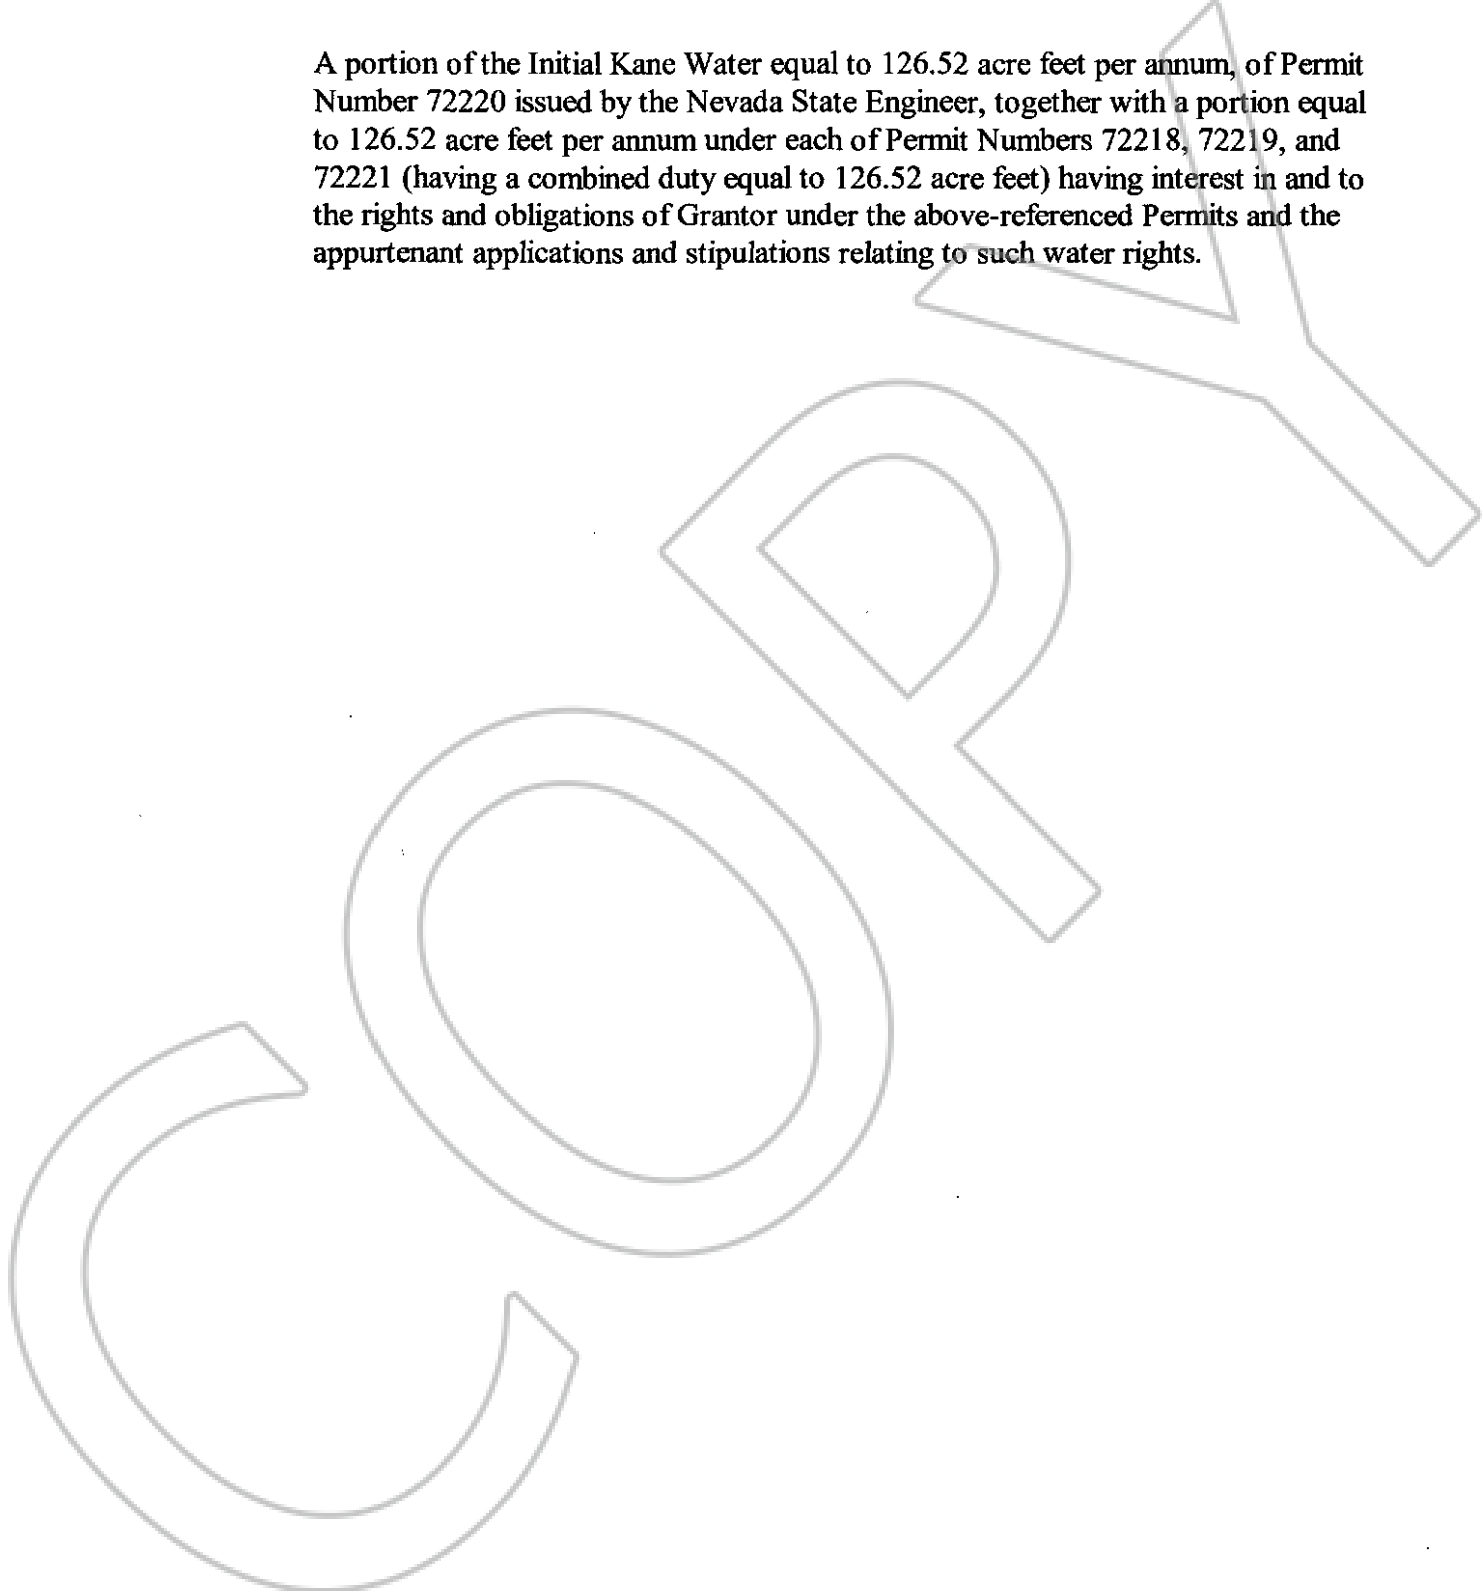 A portion of the Initial Kane Water equal to 126.52 acre feet per annum, of Permit
Number 72220 issued by the Nevada State Engineer, together with a portion equal
to 126.52 acre feet per annum under each of Permit Numbers 72218, 72219, and
72221 (having a combined duty equal to 126.52 acre feet) having interest in and to
the rights and obligations of Grantor under the above-referenced Permits and the
appurtenant applications and stipulations relating to such water rights.
COPY